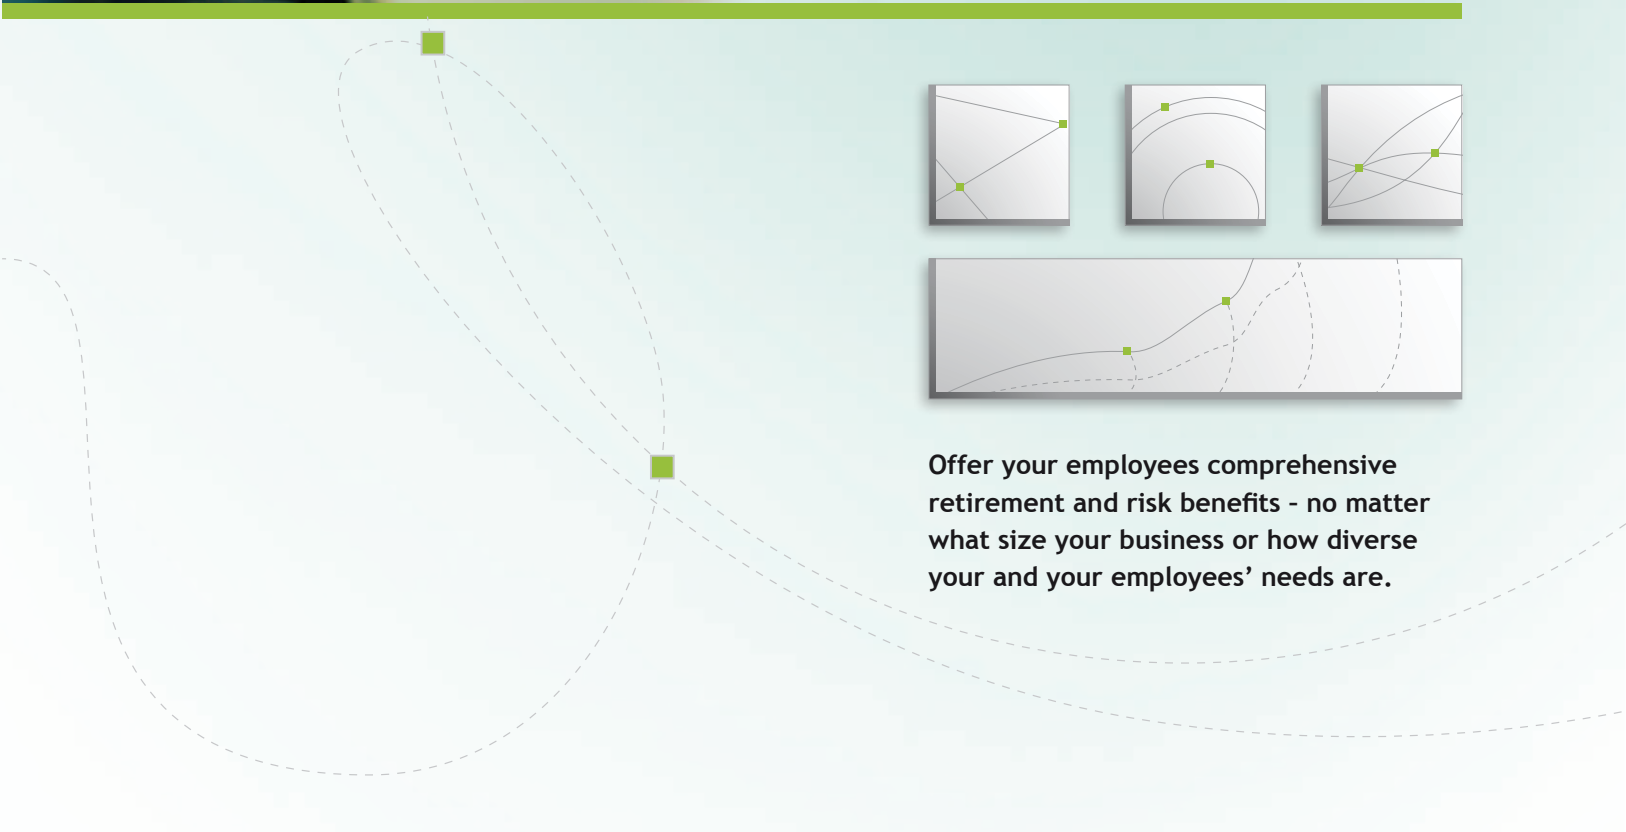 Offer your employees comprehensive
retirement and risk benefits – no matter
what size your business or how diverse
your and your employees’ needs are.